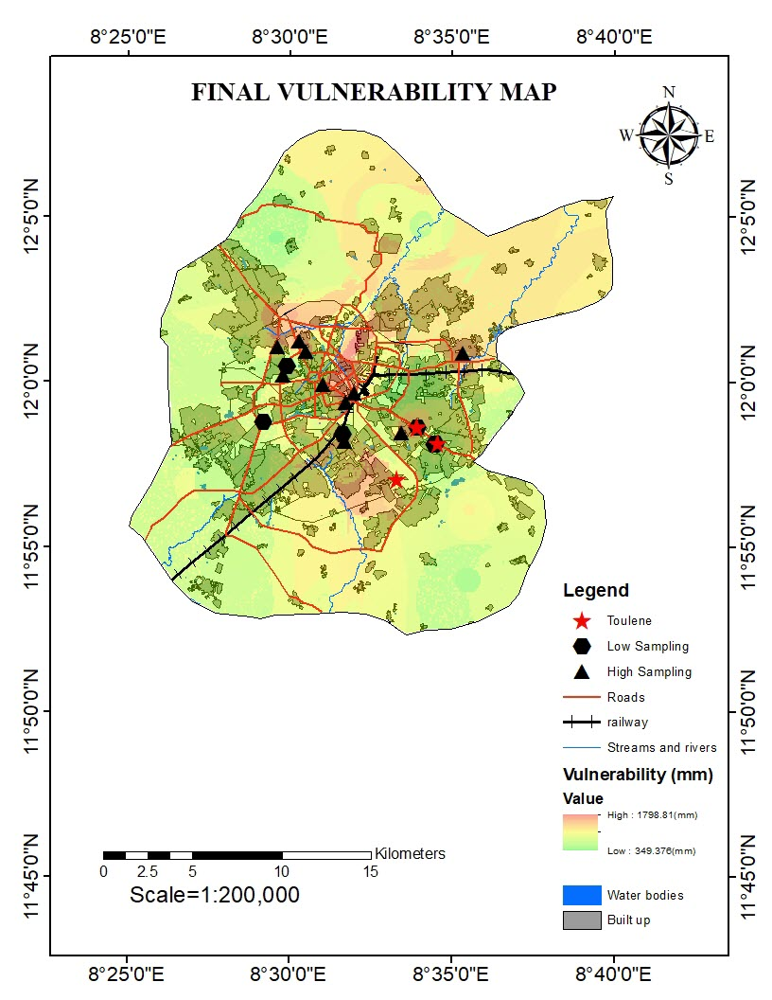 8°25'0"E 8°30'0"E 8°35'0"E 8°40'0"E
FINAL VULNERABILITY MAP
N
W E
S
12°5'0"N 12°5'0"N
12°0'0"N 12°0'0"N
11°55'0"N 11°55'0"N
Legend
Toulene
Low Sampling
High Sampling
Roads
railway
Streams and rivers
11°50'0"N 11°50'0"N
Vulnerability (mm)
Value
High : 1798.81(mm)
Low : 349.376(mm)
Water bodies
Built up
Kilometers
0 2.5 5 10 15
Scale=1:200,000
11°45'0"N 11°45'0"N
8°25'0"E 8°30'0"E 8°35'0"E 8°40'0"E